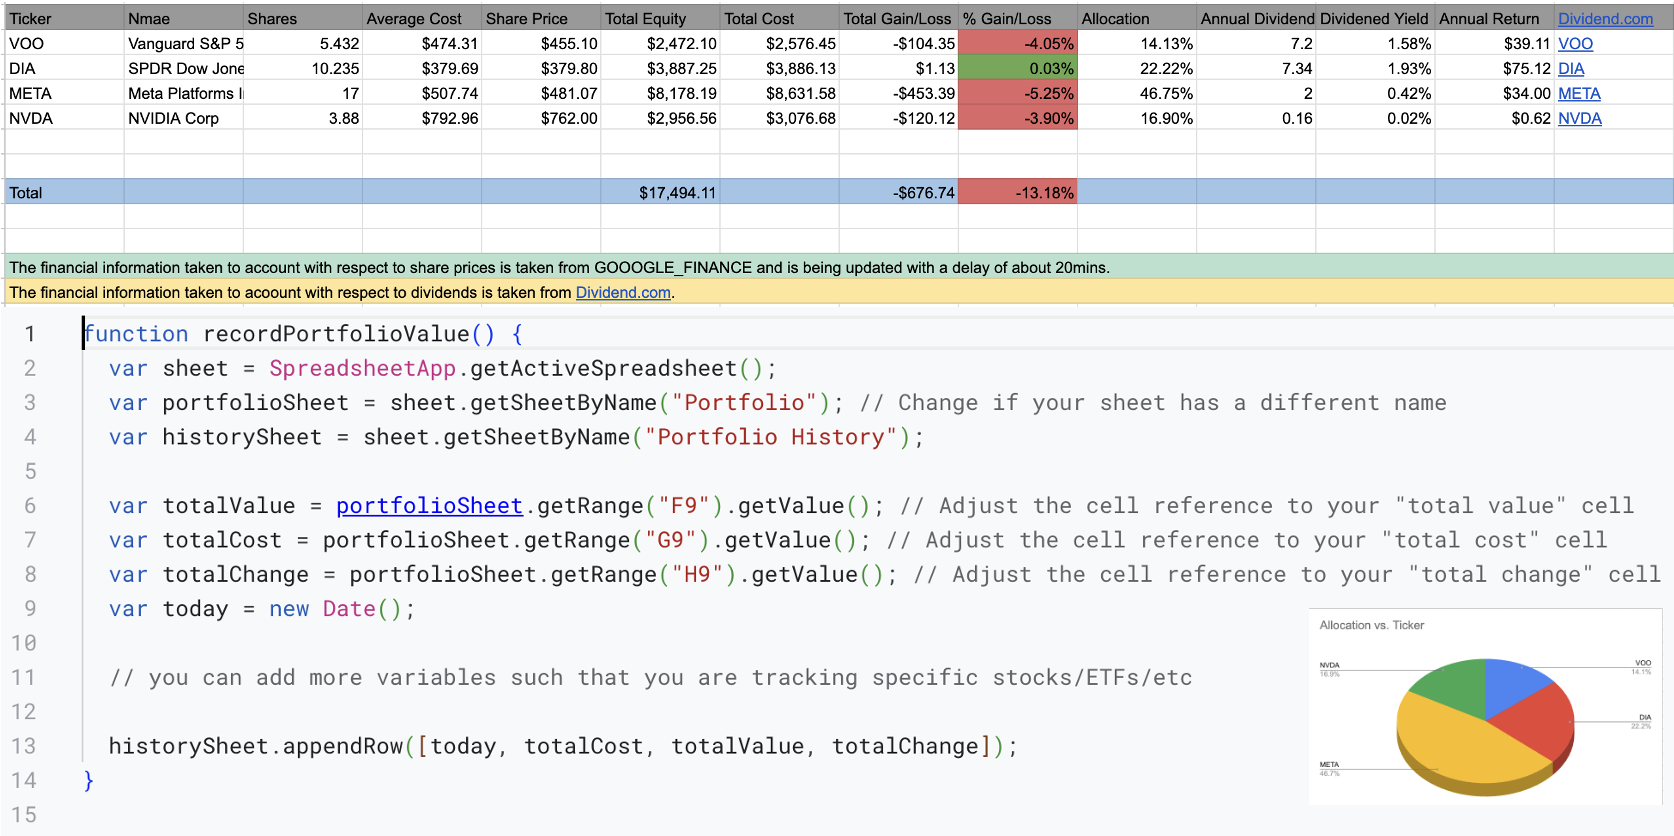 Ticker Nmae Shares Average Cost Share Price Total Equity Total Cost Total Gain/Loss % Gain/Loss Allocation Annual Dividend Dividened Yield Annual Return Dividend.com
VOO Vanguard S&P 5 5.432 $474.31 $455.10 $2,472.10 $2,576.45 -$104.35 -4.05% 14.13% 7.2 1.58% $39.11 VOO
DIA SPDR Dow Jone 10.235 $379.69 $379.80 $3,887.25 $3,886.13 $1.13 0.03% 22.22% 7.34 1.93% $75.12 DIA
META Meta Platforms I 17 $507.74 $481.07 $8,178.19 $8,631.58 -$453.39 -5.25% 46.75% 2 0.42% $34.00 META
NVDA NVIDIA Corp 3.88 $792.96 $762.00 $2,956.56 $3,076.68 -$120.12 -3.90% 16.90% 0.16 0.02% $0.62 NVDA
Total $17,494.11 -$676.74 -13.18%
The financial information taken to account with respect to share prices is taken from GOOOGLE_FINANCE and is being updated with a delay of about 20mins.
The financial information taken to acoount with respect to dividends is taken from Dividend.com.
1 function recordPortfolioValue() {
2 var sheet = SpreadsheetApp.getActiveSpreadsheet();
3 var portfolioSheet = sheet.getSheetByName("Portfolio"); // Change if your sheet has a different name
4 var historySheet = sheet.getSheetByName("Portfolio History");
5
6 var totalValue = portfolioSheet.getRange("F9").getValue(); // Adjust the cell reference to your "total value" cell
7 var totalCost = portfolioSheet.getRange("G9").getValue(); // Adjust the cell reference to your "total cost" cell
8 var totalChange = portfolioSheet.getRange("H9").getValue(); // Adjust the cell reference to your "total change" cell
9 var today = new Date();
10
11 // you can add more variables such that you are tracking specific stocks/ETFs/etc
12
13 historySheet.appendRow([today, totalCost, totalValue, totalChange]);
14 }
15
Allocation vs. Ticker
NVDA
16.9%
VOO
14.1%
DIA
22.2%
META
46.7%